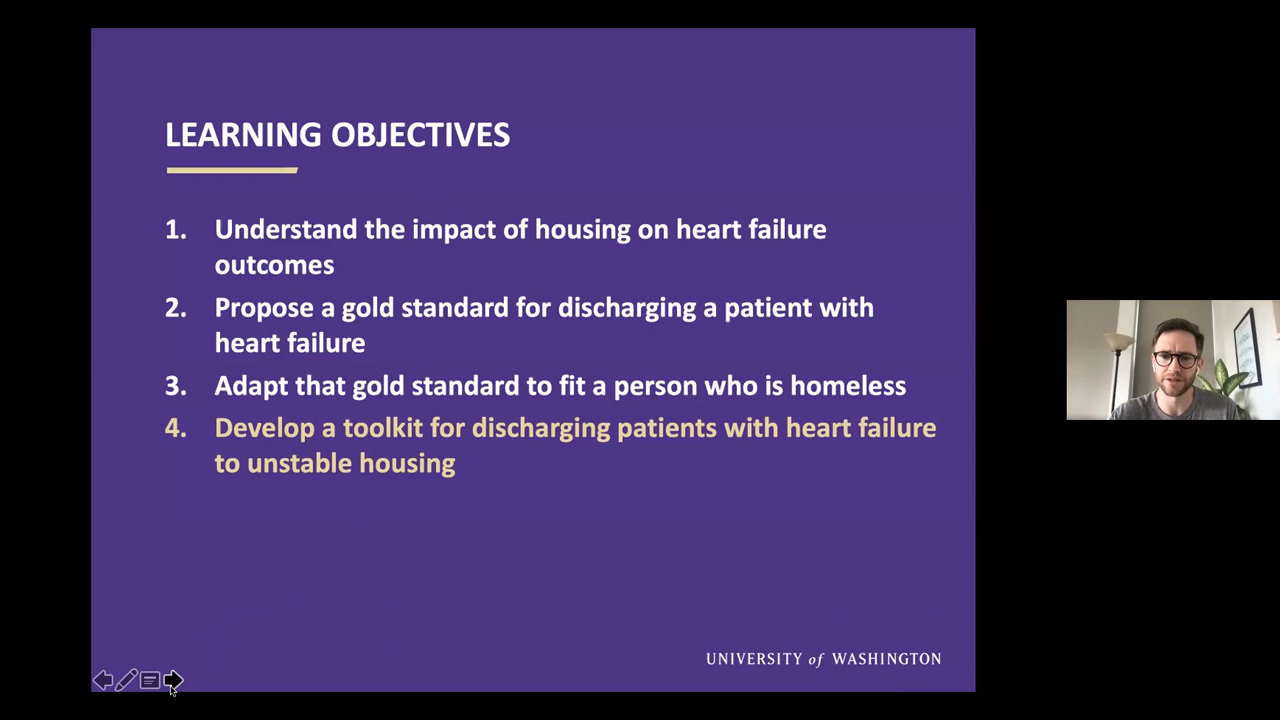 LEARNING OBJECTIVES
1. Understand the impact of housing on heart failure
outcomes
2. Propose a gold standard for discharging a patient with
heart failure
3. Adapt that gold standard to fit a person who is homeless
4. Develop a toolkit for discharging patients with heart failure
to unstable housing
UNIVERSITY of WASHINGTON